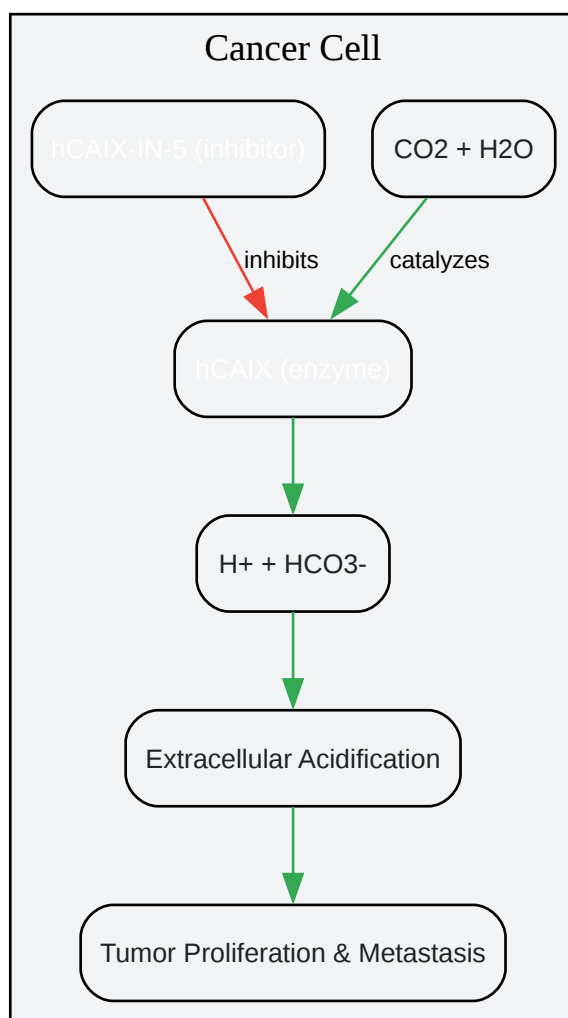 Cancer Cell
hCAIX-IN-5 (inhibitor)
CO2 + H2O
inhibits
catalyzes
hCAIX (enzyme)
H+ + HCO3-
Extracellular Acidification
Tumor Proliferation & Metastasis